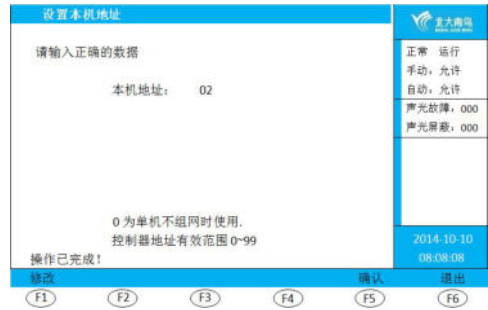 设置本机地址
请输入正确的数据
本机地址： 02
0 为单机不组网时使用.
控制器地址有效范围 0~99
操作已完成！
北大青鸟
正常 运行
手动：允许
自动：允许
声光故障：000
声光屏蔽：000
2014-10-10
08:08:08
修改 确认 退出
F1 F2 F3 F4 F5 F6